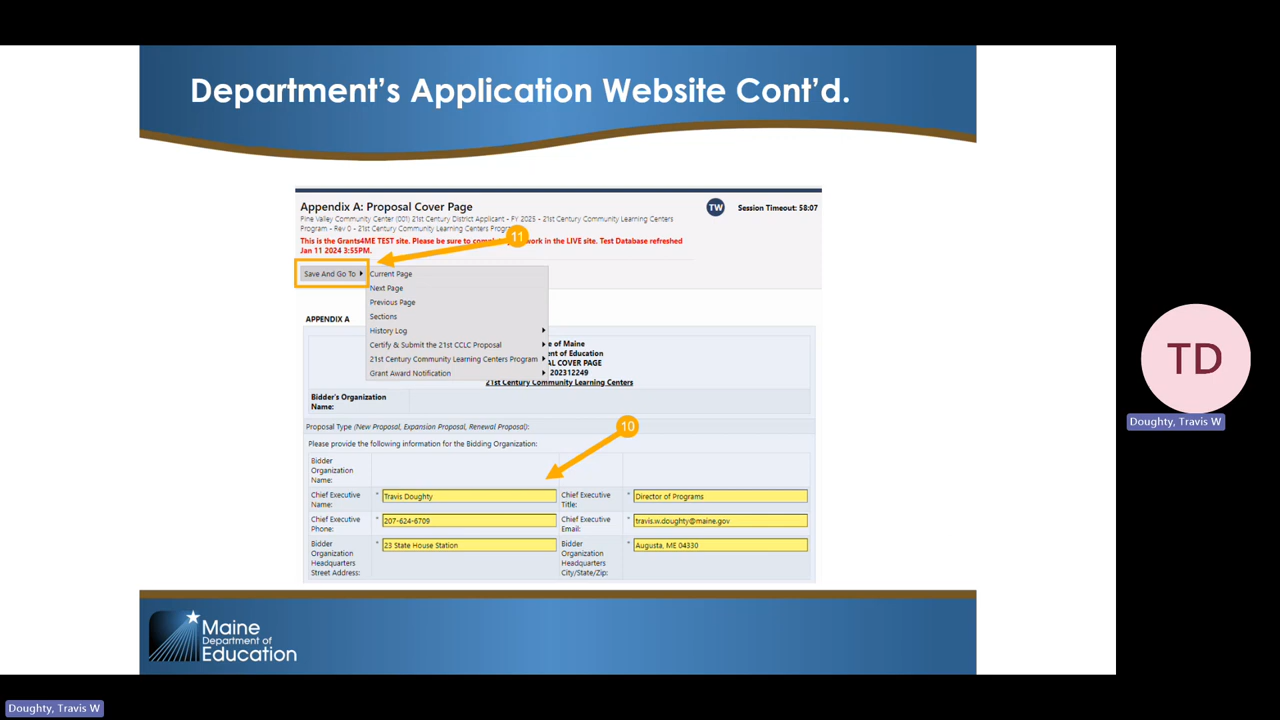 Department's Application Website Cont'd.
Appendix A: Proposal Cover Page
TW
Session Timeout: 58:07
Pine Valley Community Center (001) 21st Century District Applicant - FY 2025 - 21st Century Community Learning Centers
Program - Rev 0 - 21st Century Community Learning Centers
This is the Grants4ME TEST site. Please be sure to work in the LIVE site. Test Database refreshed
Jan 11 2024 3:55PM.
11
Save And Go To
Current Page
Next Page
Previous Page
Sections
History Log
Certify & Submit the 21st CCLC Proposal
21st Century Community Learning Centers Program
Grant Award Notification
APPENDIX A
of Maine
of Education
COVER PAGE
202312249
21st Century Community Learning Centers
Bidder's Organization
Name:
Proposal Type (New Proposal, Expansion Proposal, Renewal Proposal):
10
Please provide the following information for the Bidding Organization:
Bidder
Organization
Name:
Chief Executive
Name:
* Travis Doughty
Chief Executive
Title:
* Director of Programs
Chief Executive
Phone:
* 207-624-6709
Chief Executive
Email:
* travis.w.doughty@maine.gov
Bidder
Organization
Headquarters
Street Address:
* 23 State House Station
Bidder
Organization
Headquarters
City/State/Zip:
* Augusta, ME 04330
Maine
Department of
Education
TD
Doughty, Travis W
Doughty, Travis W